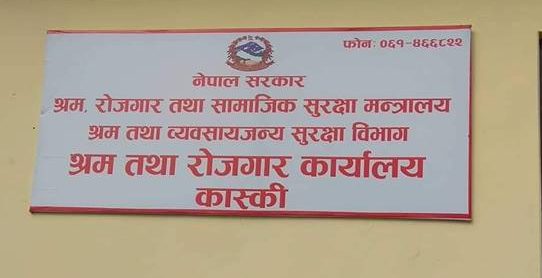 फोन: ०६१-४६६८२२
नेपाल सरकार
श्रम, रोजगार तथा सामाजिक सुरक्षा मन्त्रालय
श्रम तथा व्यवसायजन्य सुरक्षा विभाग
श्रम तथा रोजगार कार्यालय
कास्की